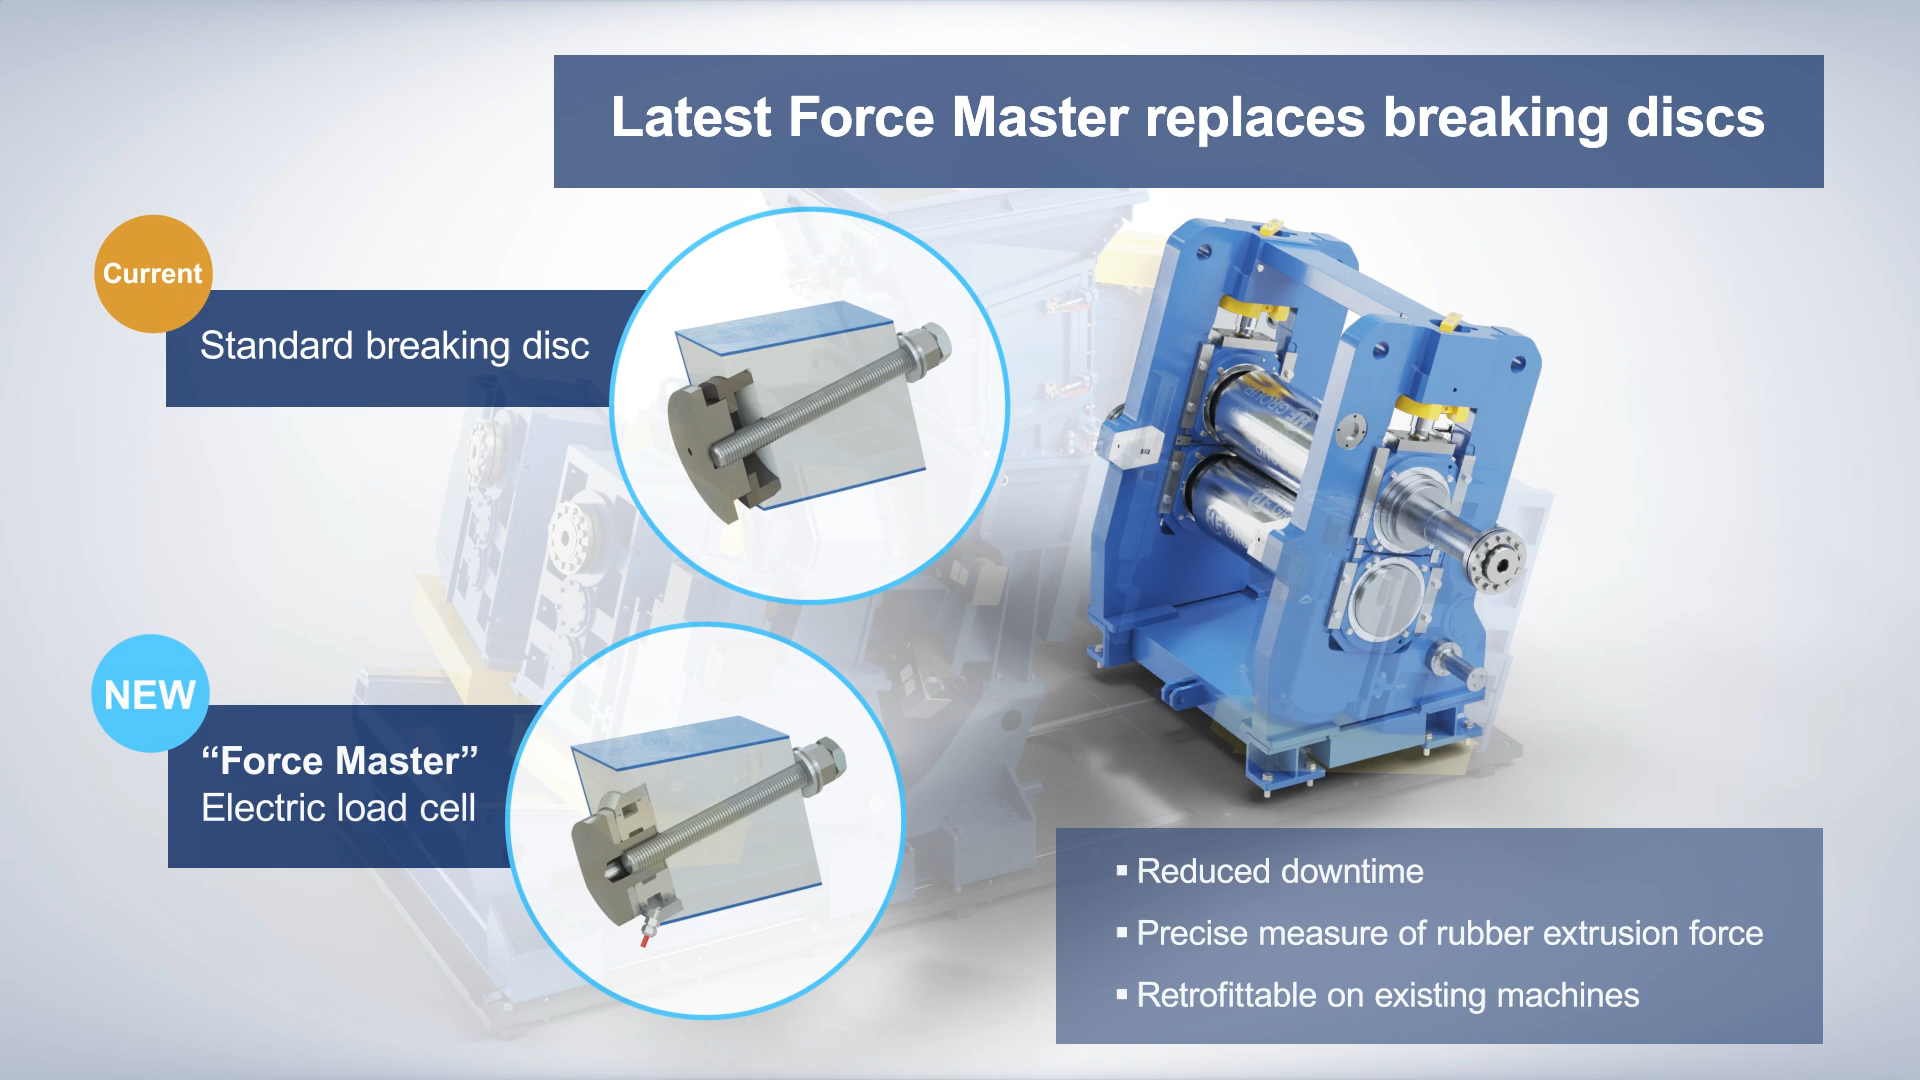 Latest Force Master replaces breaking discs
Current
Standard breaking disc
NEW
“Force Master”
Electric load cell
▪ Reduced downtime
▪ Precise measure of rubber extrusion force
▪ Retrofittable on existing machines